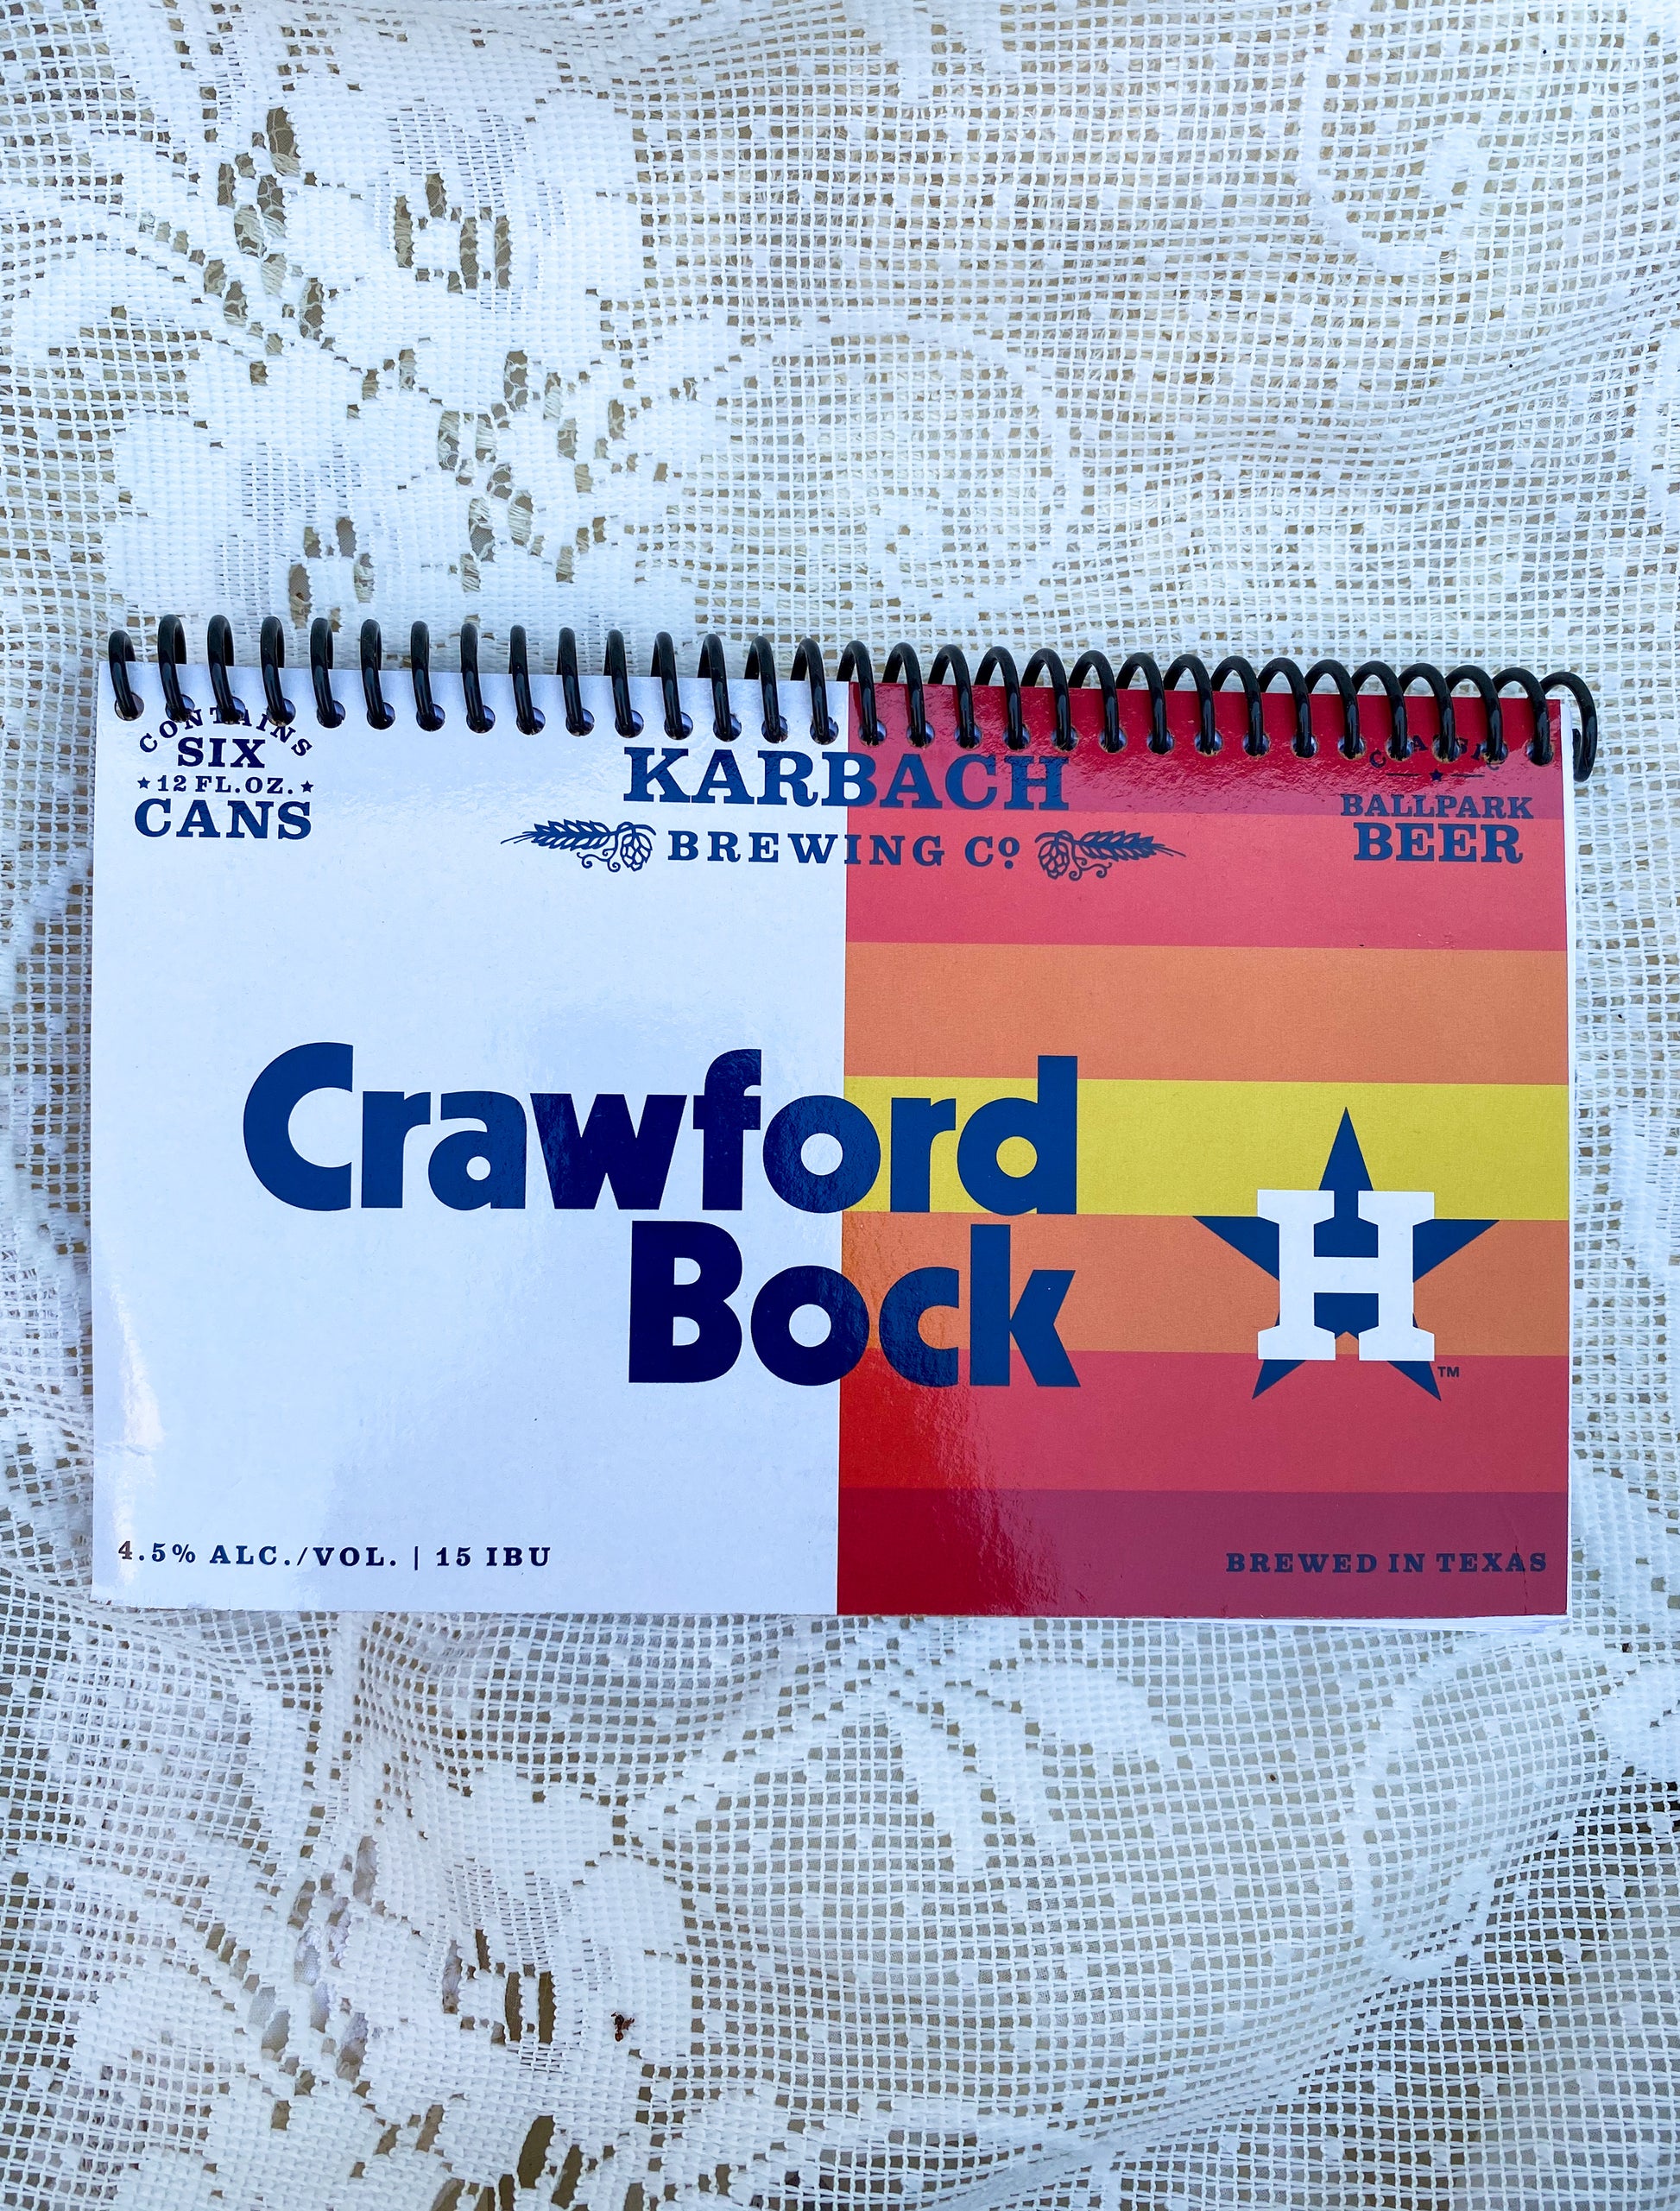 CONTAINS
SIX
12 FL.OZ.
CANS
KARBACH
BREWING Cº
CLASSIC
BALLPARK
BEER
Crawford
Bock
H
TM
4.5% ALC./VOL. | 15 IBU
BREWED IN TEXAS